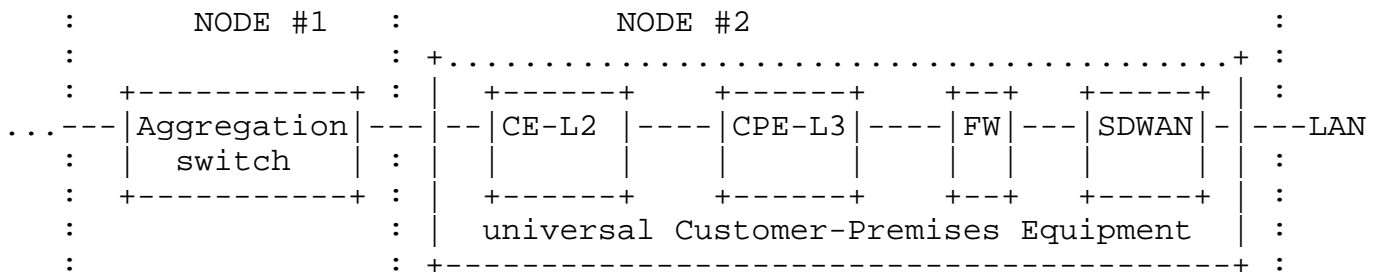 :      NODE #1    :           NODE #2                            :
    :                 : +..........................................+ :
    :  +-----------+ : |  +------+    +------+    +--+   +-----+ | :
...---|Aggregation|---|--|CE-L2 |----|CPE-L3|----|FW|---|SDWAN|-|---LAN
    :  |  switch   | : |  |      |    |      |    |  |   |     | | :
    :  +-----------+ : |  +------+    +------+    +--+   +-----+ | :
    :                 : |  universal Customer-Premises Equipment  | :
    :                 : +-----------------------------------------+ :